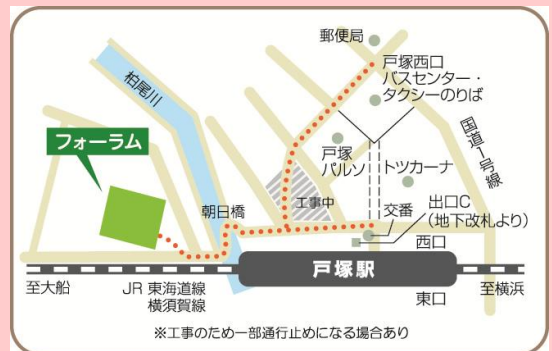 郵便局
戸塚西口
バスセンター・
タクシーのりば
柏尾川
国道1号線
フォーラム
戸塚
パルソ
トツカーナ
工事中
朝日橋
交番
出口C
(地下改札より)
西口
戸塚駅
至大船
JR 東海道線
横須賀線
東口
至横浜
※工事のため一部通行止めになる場合あり